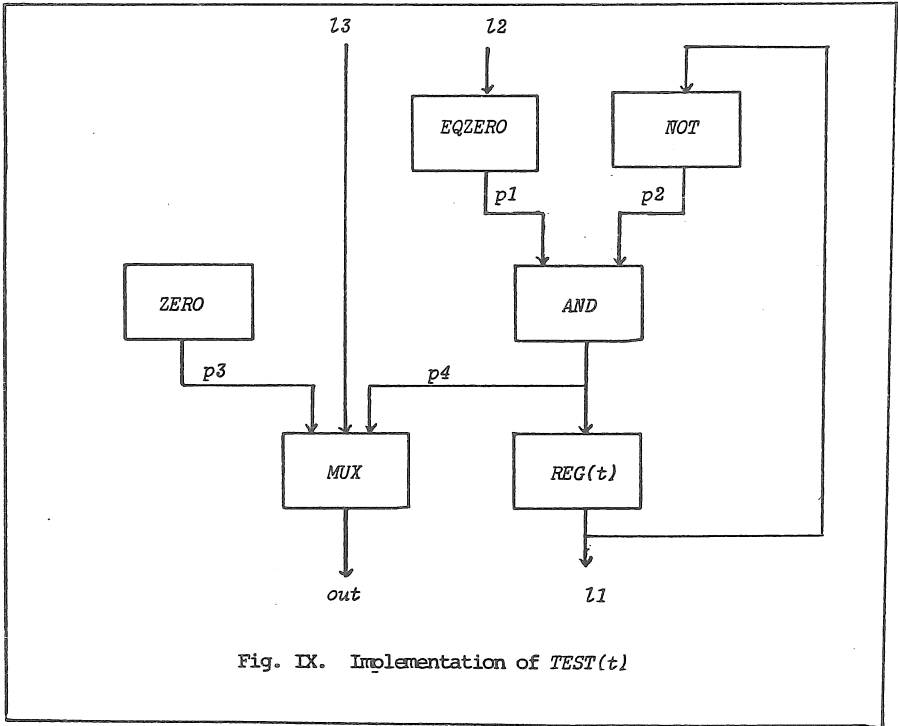 l3 l2
EQZERO NOT
p1 p2
ZERO AND
p3 p4
MUX REG(t)
out l1
Fig. IX. Implementation of TEST(t)